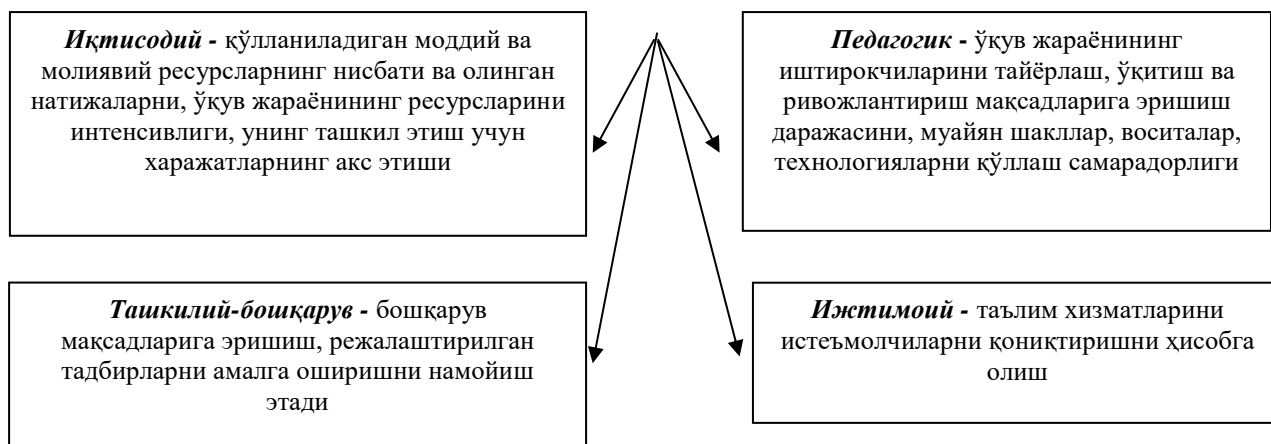 Иқтисодий - қўлланиладиган моддий ва
молиявий ресурсларнинг нисбати ва олинган
натижаларни, ўқув жараёнининг ресурсларини
интенсивлиги, унинг ташкил этиш учун
харажатларнинг акс этиши
Педагогик - ўқув жараёнининг
иштирокчиларини тайёрлаш, ўқитиш ва
ривожлантириш мақсадларига эришиш
даражасини, муайян шакллар, воситалар,
технологияларни қўллаш самарадорлиги
Ташкилий-бошқарув - бошқарув
мақсадларига эришиш, режалаштирилган
тадбирларни амалга оширишни намойиш
этади
Ижтимоий - таълим хизматларини
истеъмолчиларни қониқтиришни ҳисобга
олиш